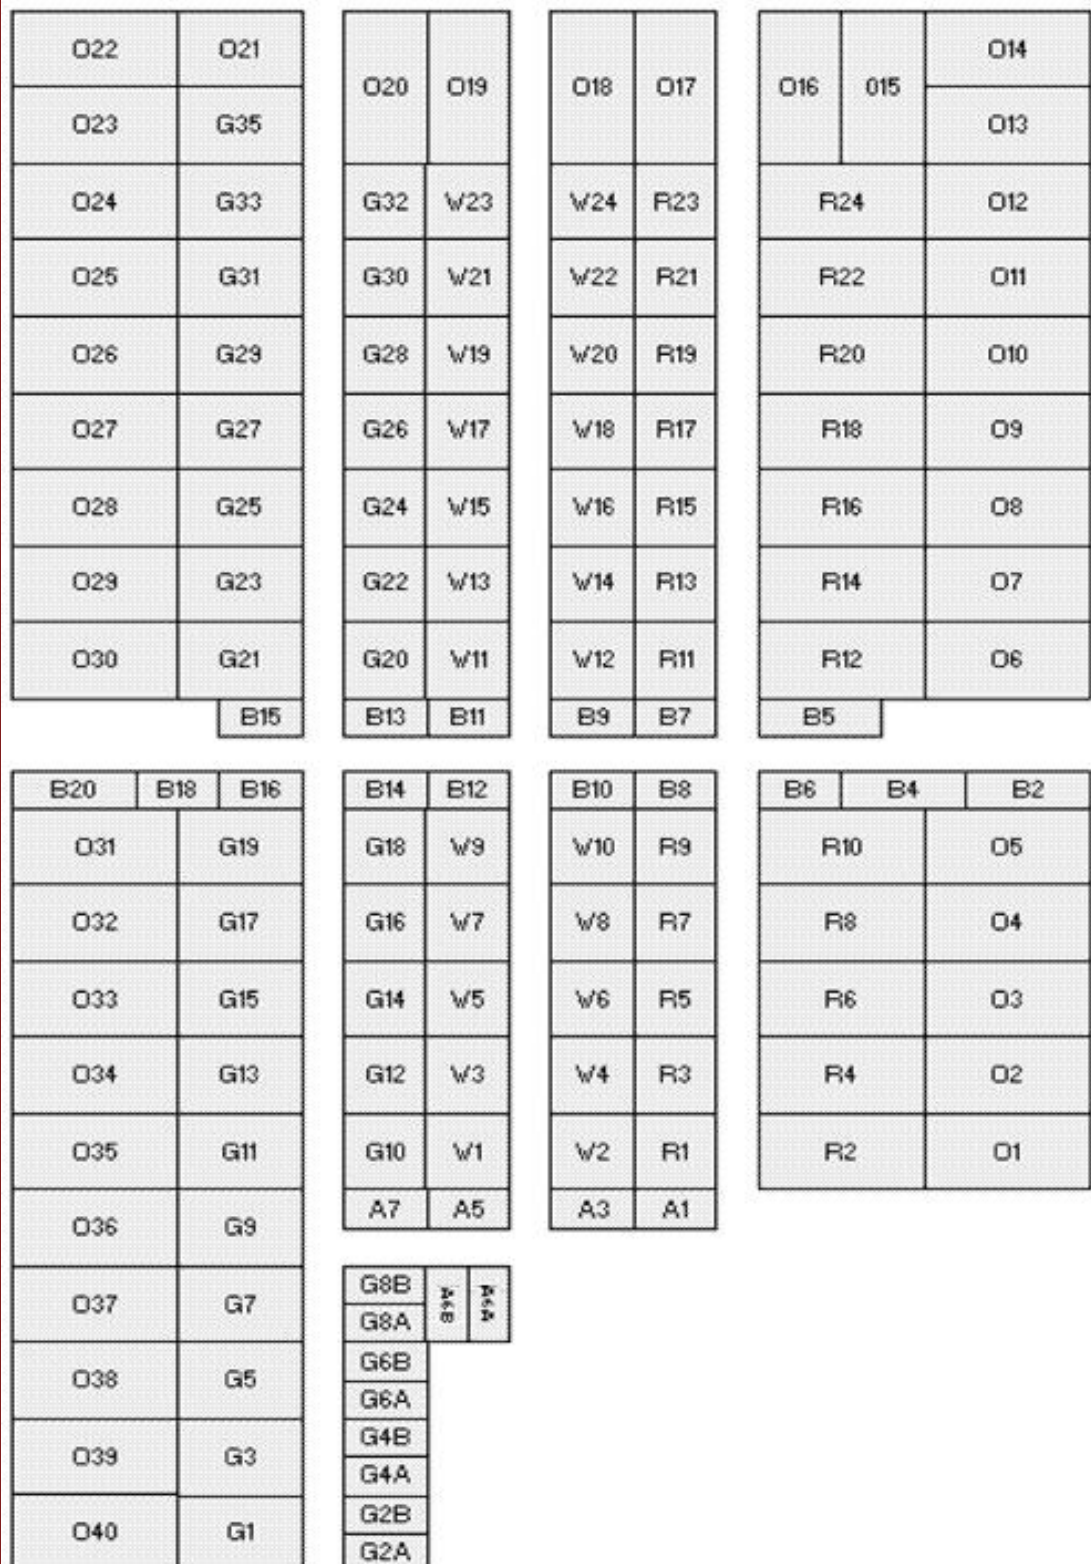 O22 O21 O20 O19 O18 O17 O16 015 O14
O23 G35 O13
O24 G33 G32 W23 W24 R23 R24 O12
O25 G31 G30 W21 W22 R21 R22 O11
O26 G29 G28 W19 W20 R19 R20 O10
O27 G27 G26 W17 W18 R17 R18 O9
O28 G25 G24 W15 W16 R15 R16 O8
O29 G23 G22 W13 W14 R13 R14 O7
O30 G21 G20 W11 W12 R11 R12 O6
B15 B13 B11 B9 B7 B5
B20 B18 B16 B14 B12 B10 B8 B6 B4 B2
O31 G19 G18 W9 W10 R9 R10 O5
O32 G17 G16 W7 W8 R7 R8 O4
O33 G15 G14 W5 W6 R5 R6 O3
O34 G13 G12 W3 W4 R3 R4 O2
O35 G11 G10 W1 W2 R1 R2 O1
O36 G9 A7 A5 A3 A1
O37 G7 G8B A6B A6A
G8A
O38 G5 G6B
G6A
O39 G3 G4B
G4A
O40 G1 G2B
G2A